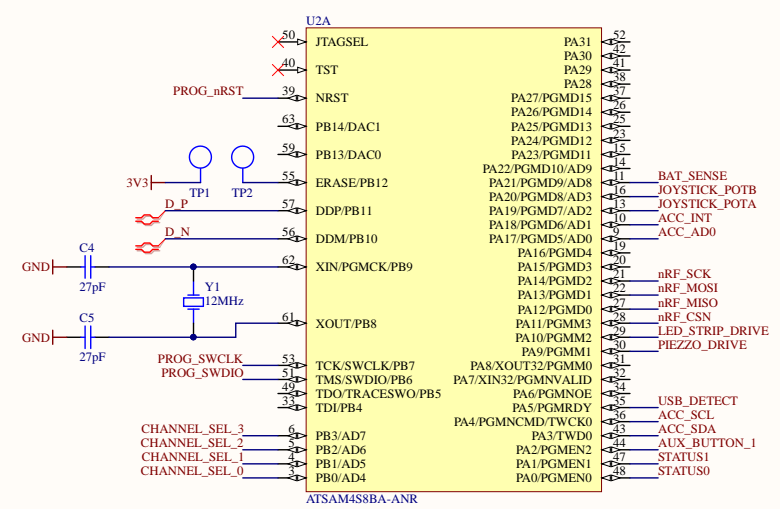 U2A
50 JTAGSEL
40 TST
PROG_nRST 39 NRST
63 PB14/DAC1
59 PB13/DAC0
3V3 TP1 TP2 55 ERASE/PB12
D_P 57 DDP/PB11
D_N 56 DDM/PB10
C4
GND 27pF 62 XIN/PGMCK/PB9
Y1
12MHz
C5
GND 27pF 61 XOUT/PB8
PROG_SWCLK 53 TCK/SWCLK/PB7
PROG_SWDIO 51 TMS/SWDIO/PB6
49 TDO/TRACESWO/PB5
33 TDI/PB4
CHANNEL_SEL_3 6 PB3/AD7
CHANNEL_SEL_2 5 PB2/AD6
CHANNEL_SEL_1 4 PB1/AD5
CHANNEL_SEL_0 3 PB0/AD4
PA31 52
PA30 42
PA29 41
PA28 38
PA27/PGMD15 37
PA26/PGMD14 26
PA25/PGMD13 25
PA24/PGMD12 23
PA23/PGMD11 15
PA22/PGMD10/AD9 14
PA21/PGMD9/AD8 11 BAT_SENSE
PA20/PGMD8/AD3 16 JOYSTICK_POTB
PA19/PGMD7/AD2 13 JOYSTICK_POTA
PA18/PGMD6/AD1 10 ACC_INT
PA17/PGMD5/AD0 9 ACC_AD0
PA16/PGMD4 19
PA15/PGMD3 20
PA14/PGMD2 21 nRF_SCK
PA13/PGMD1 22 nRF_MOSI
PA12/PGMD0 27 nRF_MISO
PA11/PGMM3 28 nRF_CSN
PA10/PGMM2 29 LED_STRIP_DRIVE
PA9/PGMM1 30 PIEZZO_DRIVE
PA8/XOUT32/PGMM0 31
PA7/XIN32/PGMNVALID 32
PA6/PGMNOE 34
PA5/PGMRDY 35 USB_DETECT
PA4/PGMNCMD/TWCK0 36 ACC_SCL
PA3/TWD0 43 ACC_SDA
PA2/PGMEN2 44 AUX_BUTTON_1
PA1/PGMEN1 47 STATUS1
PA0/PGMEN0 48 STATUS0
ATSAM4S8BA-ANR